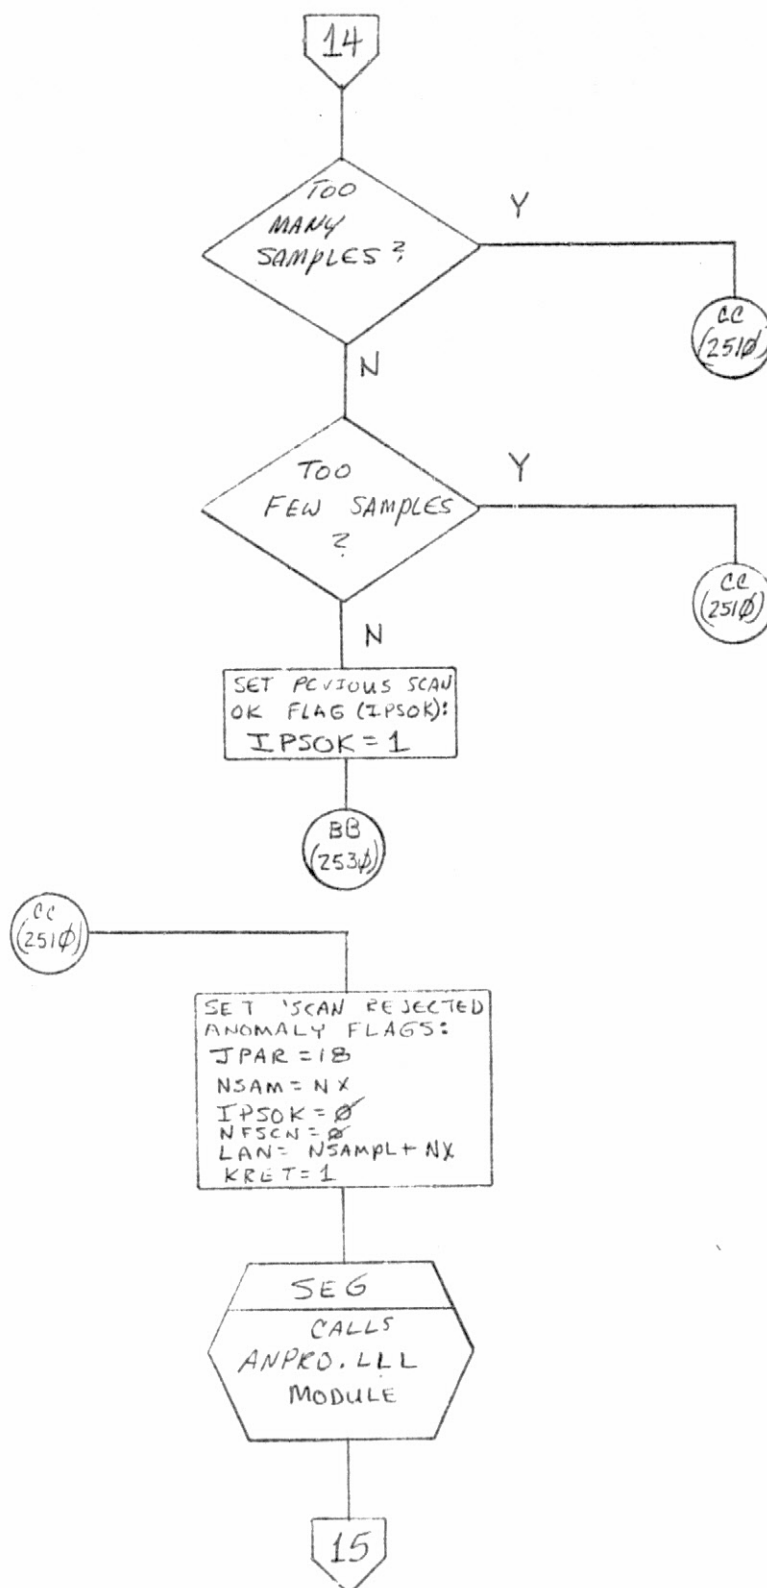 14
TOO
MANY
SAMPLES?
Y
CC
(251Ø)
N
TOO
FEW SAMPLES
?
Y
CC
(251Ø)
N
SET PCVIOUS SCAN
OK FLAG (IPSOK):
IPSOK = 1
BB
(253Ø)
CC
(251Ø)
SET 'SCAN REJECTED
ANOMALY FLAGS:
JPAR = 18
NSAM = NX
IPSOK = Ø
NFSCN = Ø
LAN = NSAMPL + NX
KRET = 1
SEG
CALLS
ANPRO.LLL
MODULE
15